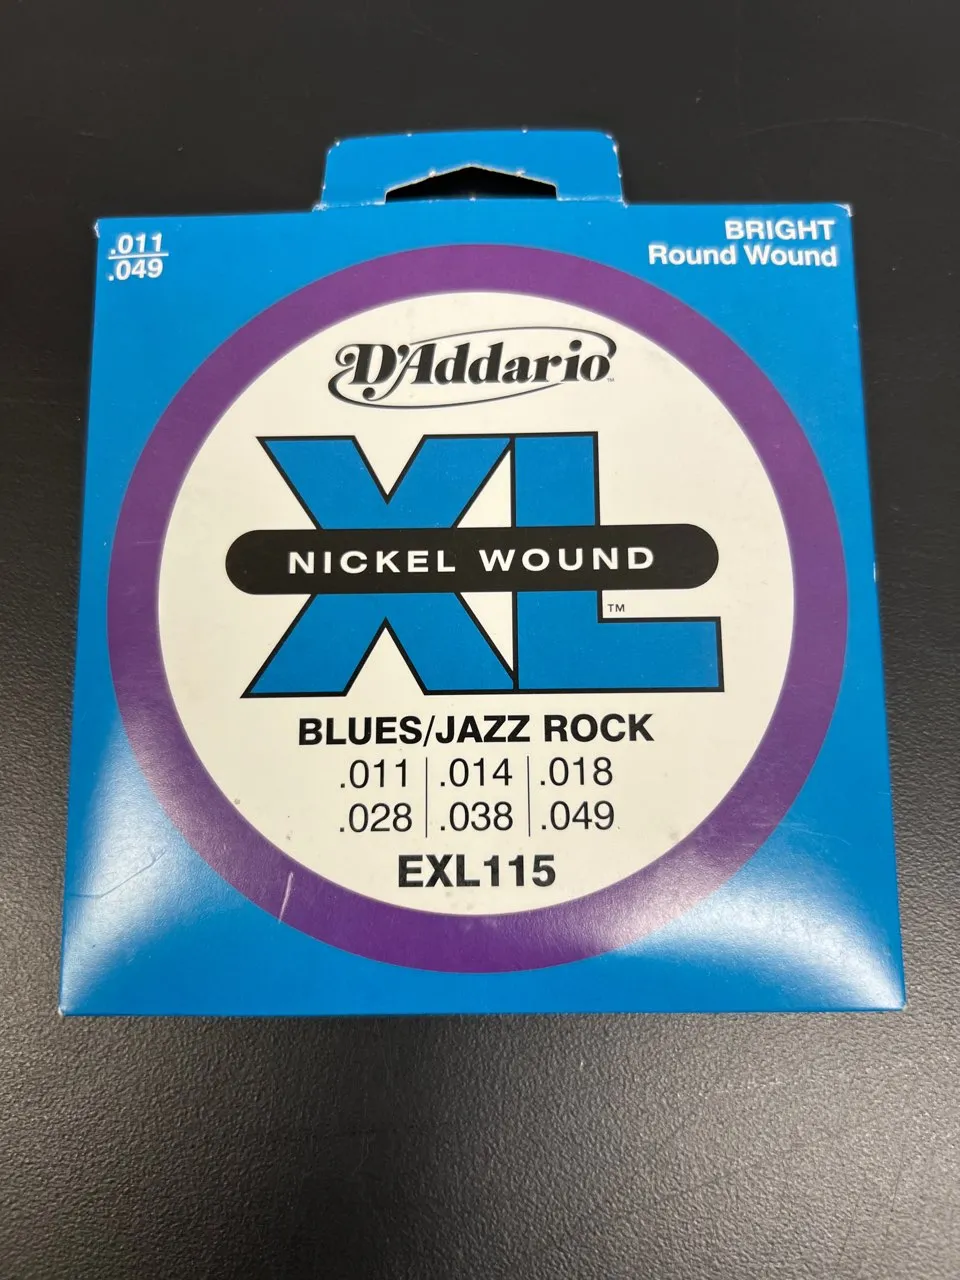 .011
.049
BRIGHT
Round Wound
D'Addario
XL
NICKEL WOUND
TM
BLUES/JAZZ ROCK
.011 .014 .018
.028 .038 .049
EXL115